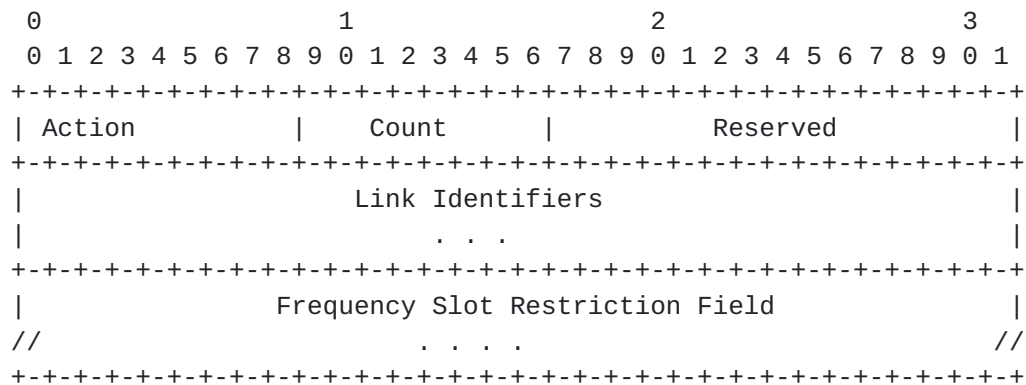 0                   1                   2                   3
 0 1 2 3 4 5 6 7 8 9 0 1 2 3 4 5 6 7 8 9 0 1 2 3 4 5 6 7 8 9 0 1
+-+-+-+-+-+-+-+-+-+-+-+-+-+-+-+-+-+-+-+-+-+-+-+-+-+-+-+-+-+-+-+-+
| Action          |    Count      |          Reserved           |
+-+-+-+-+-+-+-+-+-+-+-+-+-+-+-+-+-+-+-+-+-+-+-+-+-+-+-+-+-+-+-+-+
|                     Link Identifiers                          |
|                          . . .                                |
+-+-+-+-+-+-+-+-+-+-+-+-+-+-+-+-+-+-+-+-+-+-+-+-+-+-+-+-+-+-+-+-+
|                Frequency Slot Restriction Field               |
//                        . . . .                              //
+-+-+-+-+-+-+-+-+-+-+-+-+-+-+-+-+-+-+-+-+-+-+-+-+-+-+-+-+-+-+-+-+